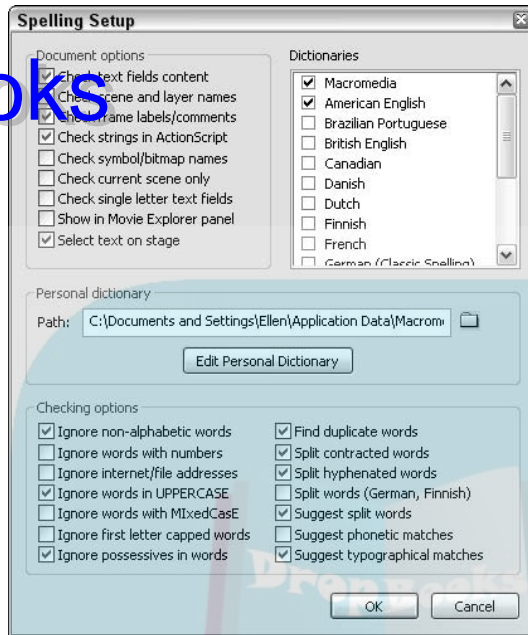 Spelling Setup
Document options
Check text fields content
Check scene and layer names
Check frame labels/comments
Check strings in ActionScript
Check symbol/bitmap names
Check current scene only
Check single letter text fields
Show in Movie Explorer panel
Select text on stage
Dictionaries
Macromedia
American English
Brazilian Portuguese
British English
Canadian
Danish
Dutch
Finnish
French
German (Classic Spelling)
oks
Personal dictionary
Path: C:\Documents and Settings\Ellen\Application Data\Macrom
Edit Personal Dictionary
Checking options
Ignore non-alphabetic words
Ignore words with numbers
Ignore internet/file addresses
Ignore words in UPPERCASE
Ignore words with MIxedCasE
Ignore first letter capped words
Ignore possessives in words
Find duplicate words
Split contracted words
Split hyphenated words
Split words (German, Finnish)
Suggest split words
Suggest phonetic matches
Suggest typographical matches
DropBooks
OK Cancel